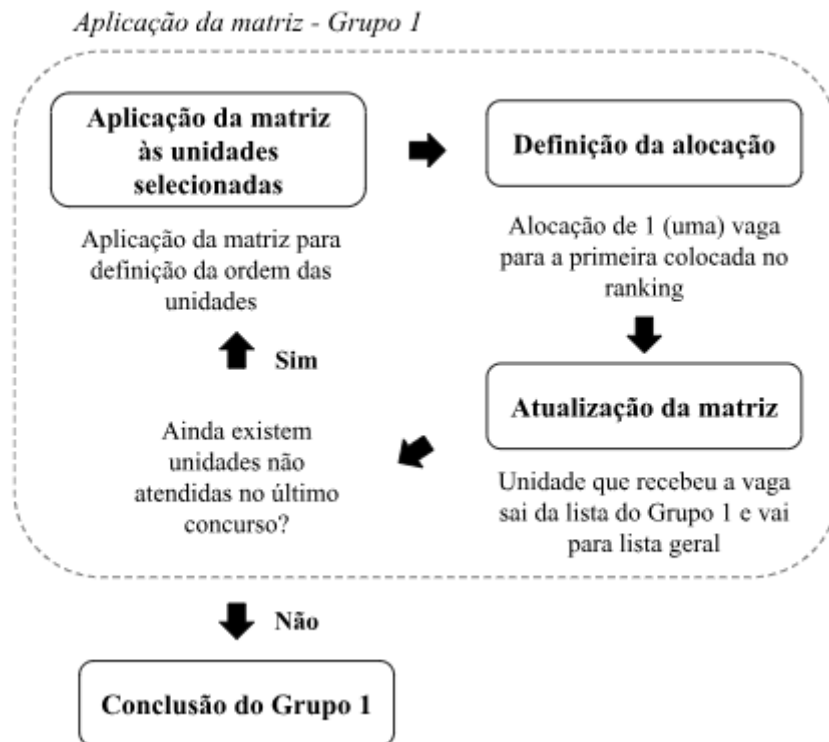 Aplicação da matriz - Grupo 1
Aplicação da matriz
às unidades
selecionadas
Aplicação da matriz para
definição da ordem das
unidades
Definição da alocação
Alocação de 1 (uma) vaga
para a primeira colocada no
ranking
Atualização da matriz
Unidade que recebeu a vaga
sai da lista do Grupo 1 e vai
para lista geral
Ainda existem
unidades não
atendidas no último
concurso?
Sim
Não
Conclusão do Grupo 1